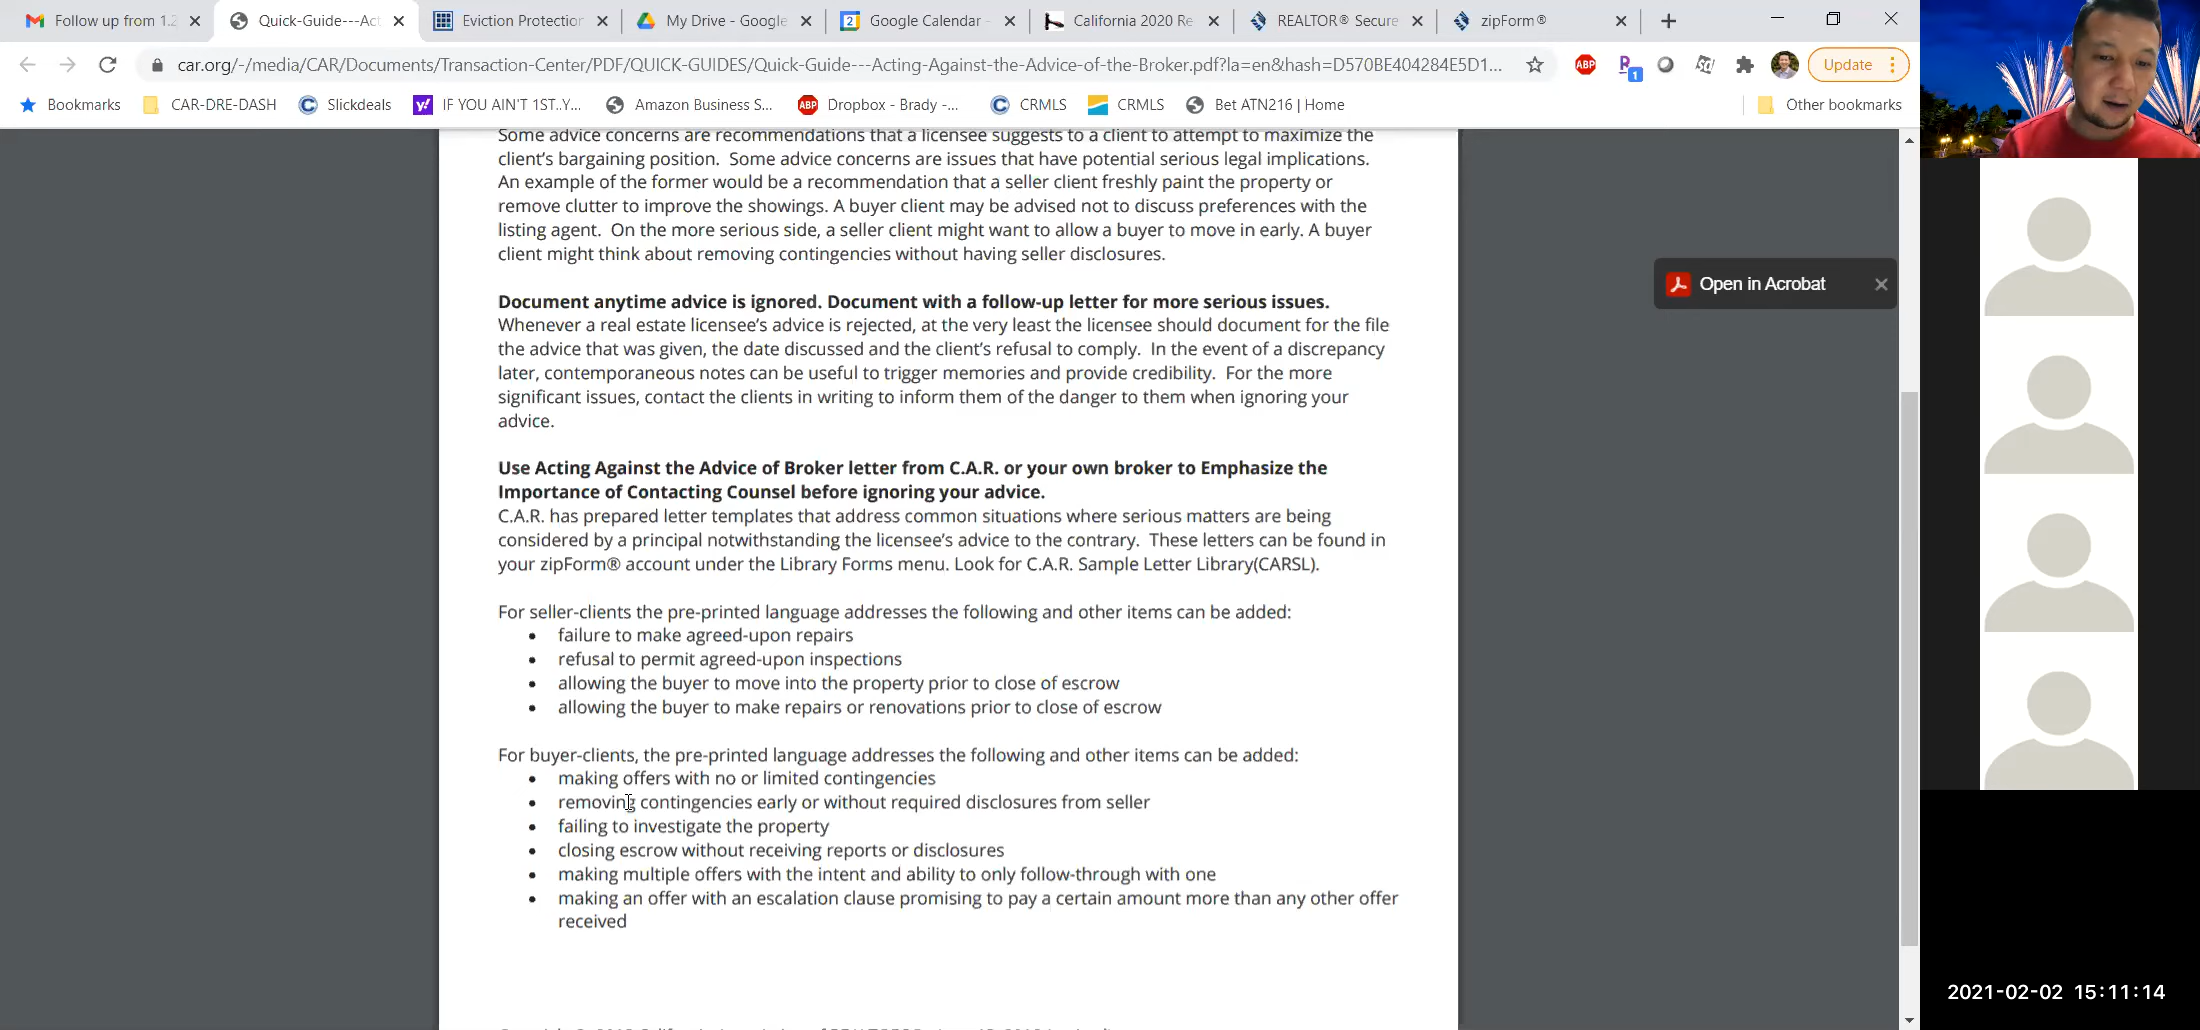 Follow up from 1.2
Quick-Guide---Act
Eviction Protection
My Drive - Google
Google Calendar -
California 2020 Re
REALTOR® Secure
zipForm®
car.org/-/media/CAR/Documents/Transaction-Center/PDF/QUICK-GUIDES/Quick-Guide---Acting-Against-the-Advice-of-the-Broker.pdf?la=en&hash=D570BE404284E5D1...
ABP
1
Update
Bookmarks
CAR-DRE-DASH
Slickdeals
IF YOU AIN'T 1ST..Y...
Amazon Business S...
ABP
Dropbox - Brady -...
CRMLS
CRMLS
Bet ATN216 | Home
Other bookmarks
Some advice concerns are recommendations that a licensee suggests to a client to attempt to maximize the
client's bargaining position.  Some advice concerns are issues that have potential serious legal implications.
An example of the former would be a recommendation that a seller client freshly paint the property or
remove clutter to improve the showings. A buyer client may be advised not to discuss preferences with the
listing agent.  On the more serious side, a seller client might want to allow a buyer to move in early. A buyer
client might think about removing contingencies without having seller disclosures.
Open in Acrobat
Document anytime advice is ignored. Document with a follow-up letter for more serious issues.
Whenever a real estate licensee's advice is rejected, at the very least the licensee should document for the file
the advice that was given, the date discussed and the client's refusal to comply.  In the event of a discrepancy
later, contemporaneous notes can be useful to trigger memories and provide credibility.  For the more
significant issues, contact the clients in writing to inform them of the danger to them when ignoring your
advice.
Use Acting Against the Advice of Broker letter from C.A.R. or your own broker to Emphasize the
Importance of Contacting Counsel before ignoring your advice.
C.A.R. has prepared letter templates that address common situations where serious matters are being
considered by a principal notwithstanding the licensee's advice to the contrary.  These letters can be found in
your zipForm® account under the Library Forms menu. Look for C.A.R. Sample Letter Library(CARSL).
For seller-clients the pre-printed language addresses the following and other items can be added:
• failure to make agreed-upon repairs
• refusal to permit agreed-upon inspections
• allowing the buyer to move into the property prior to close of escrow
• allowing the buyer to make repairs or renovations prior to close of escrow
For buyer-clients, the pre-printed language addresses the following and other items can be added:
• making offers with no or limited contingencies
• removing contingencies early or without required disclosures from seller
• failing to investigate the property
• closing escrow without receiving reports or disclosures
• making multiple offers with the intent and ability to only follow-through with one
• making an offer with an escalation clause promising to pay a certain amount more than any other offer
received
2021-02-02 15:11:14